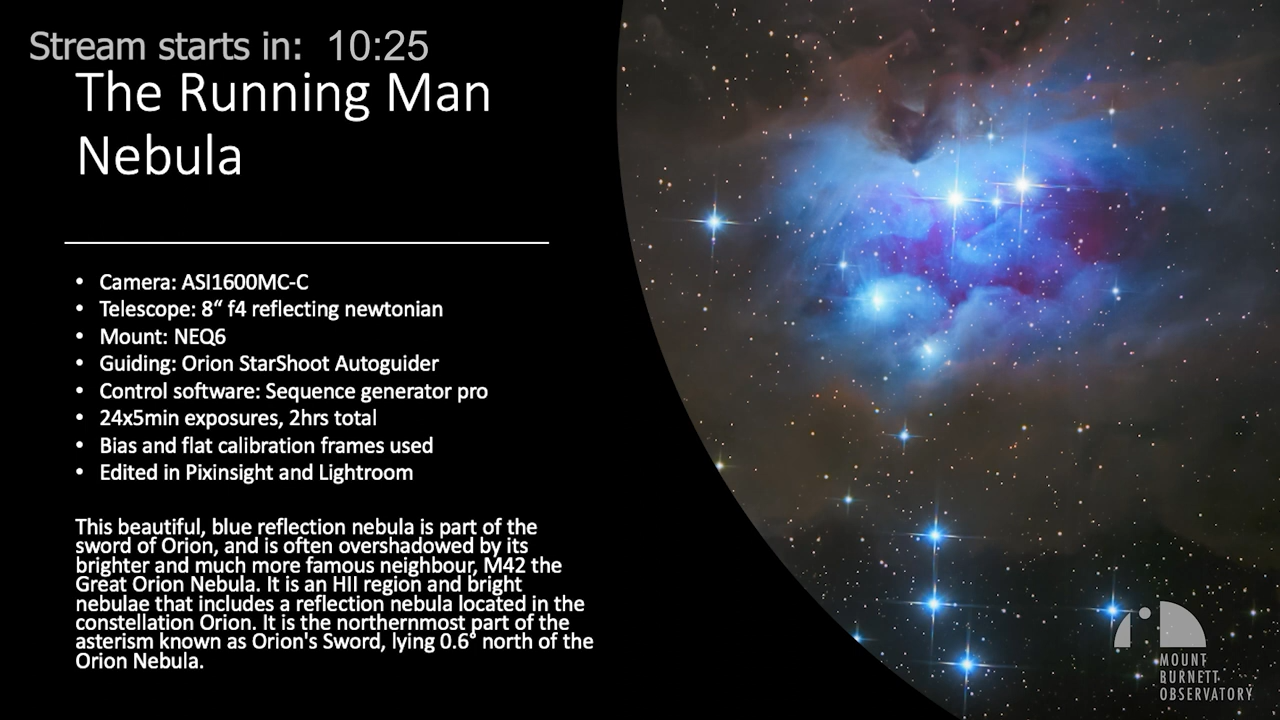 Stream starts in: 10:25
The Running Man
Nebula
• Camera: ASI1600MC-C
• Telescope: 8“ f4 reflecting newtonian
• Mount: NEQ6
• Guiding: Orion StarShoot Autoguider
• Control software: Sequence generator pro
• 24x5min exposures, 2hrs total
• Bias and flat calibration frames used
• Edited in PixInsight and Lightroom
This beautiful, blue reflection nebula is part of the
sword of Orion, and is often overshadowed by its
brighter and much more famous neighbour, M42 the
Great Orion Nebula. It is an HII region and bright
nebulae that includes a reflection nebula located in the
constellation Orion. It is the northernmost part of the
asterism known as Orion's Sword, lying 0.6° north of the
Orion Nebula.
MOUNT
BURNETT
OBSERVATORY